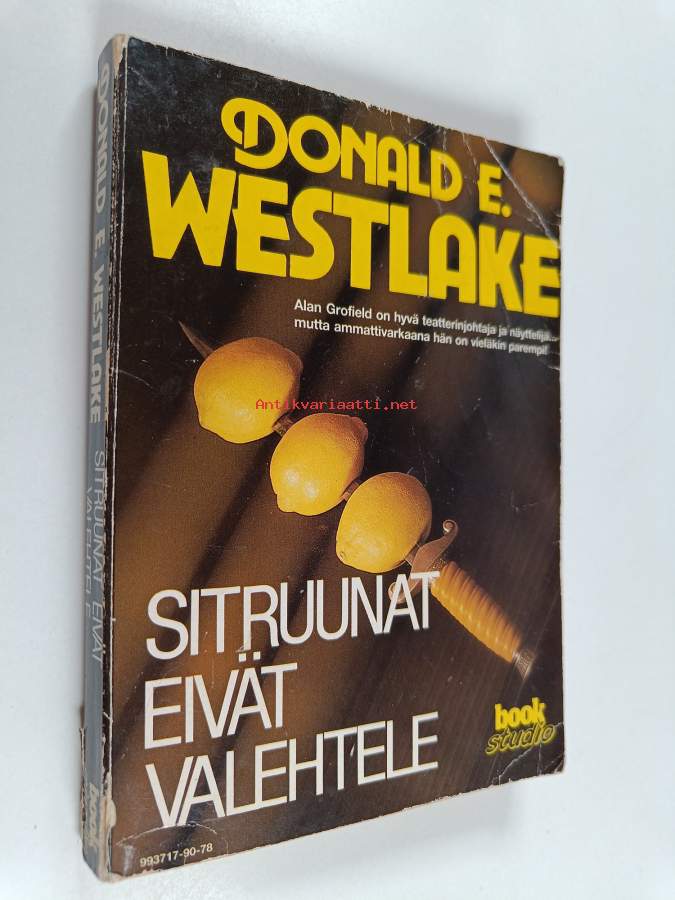 DONALD E.
WESTLAKE
Alan Grofield on hyvä teatterinjohtaja ja näyttelijä...
mutta ammattivarkaana hän on vieläkin parempi!
Antikvariaatti.net
SITRUUNAT
EIVÄT
VALEHTELE
book
studio
993717-90-78
DONALD E. WESTLAKE
SITRUUNAT EIVÄT
VALEHTELE
book